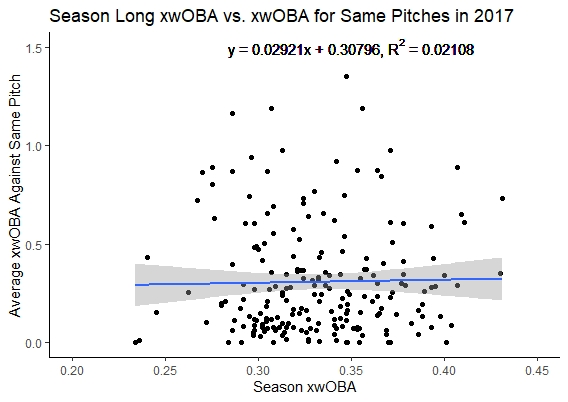 Season Long xwOBA vs. xwOBA for Same Pitches in 2017
y = 0.02921x + 0.30796, R² = 0.02108
Average xwOBA Against Same Pitch
1.5
1.0
0.5
0.0
0.20 0.25 0.30 0.35 0.40 0.45
Season xwOBA